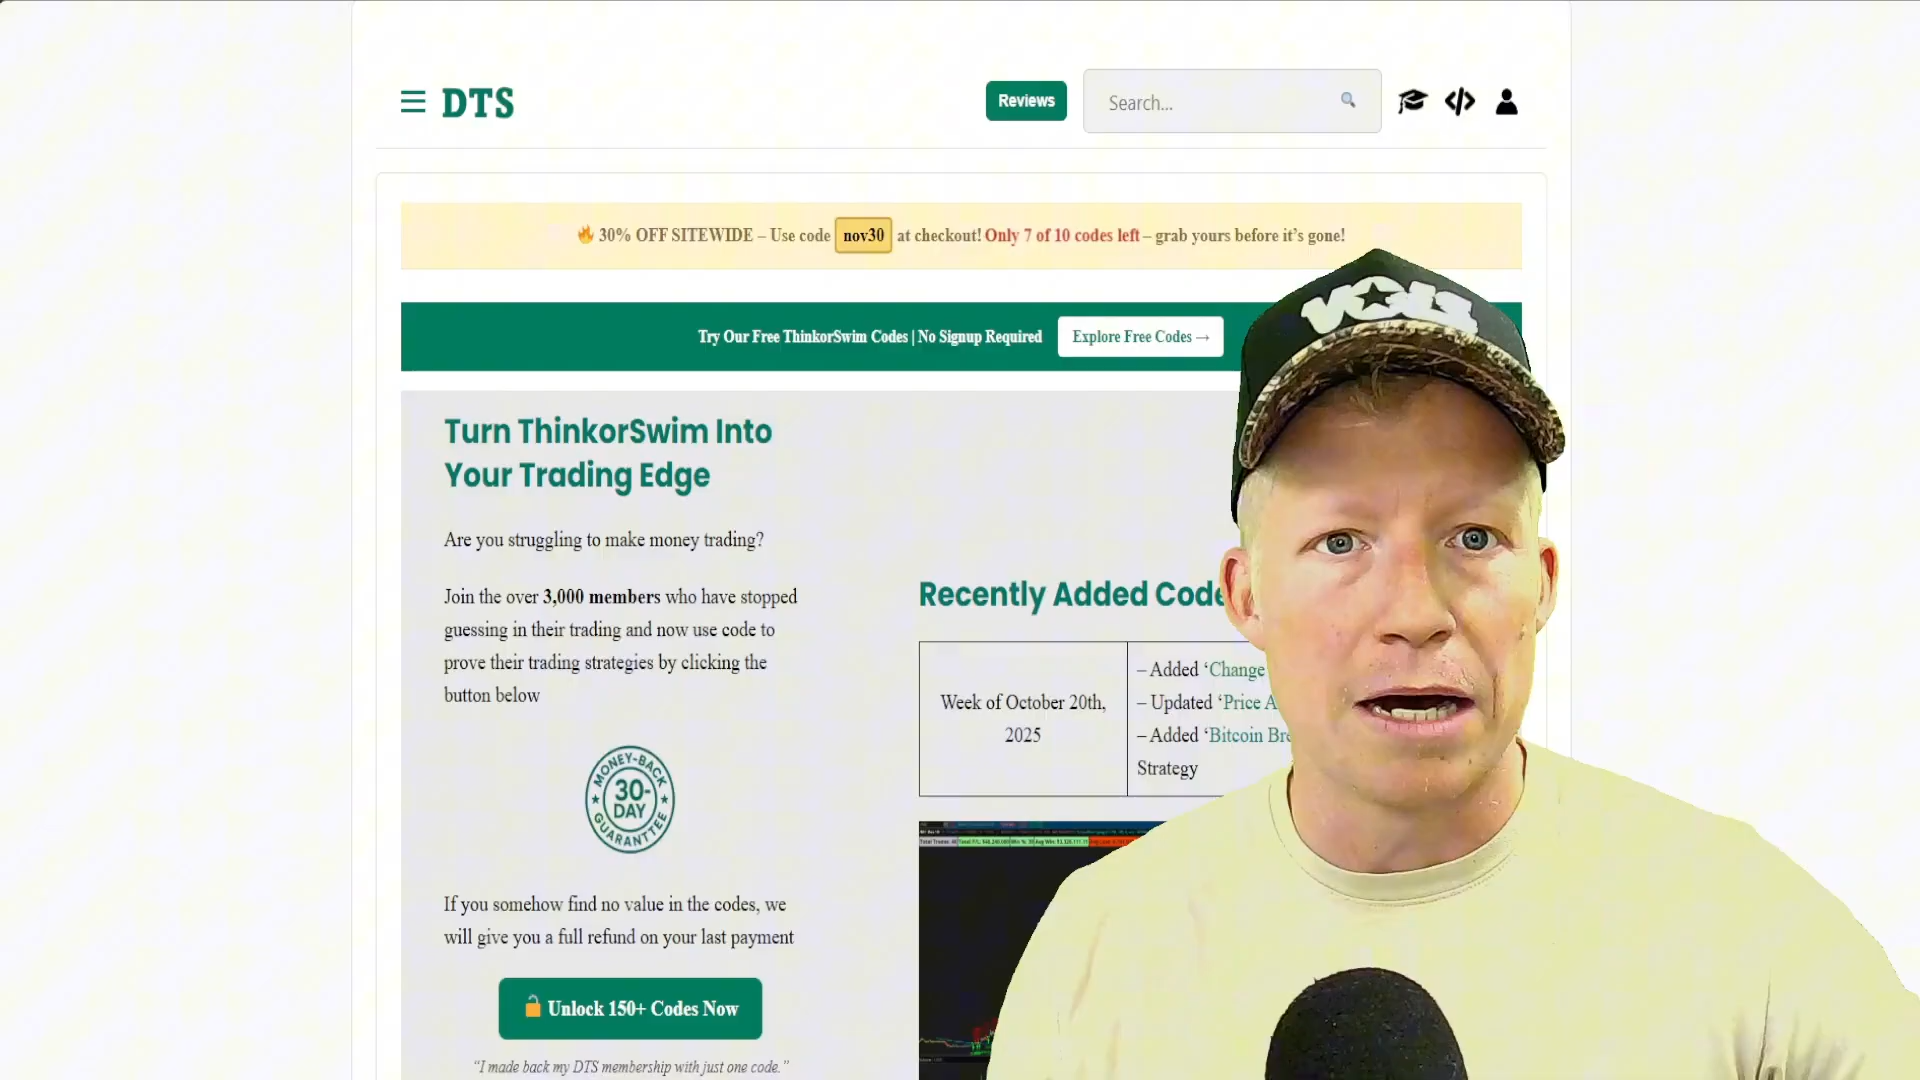 DTS
Reviews
Search...
30% OFF SITEWIDE – Use code nov30 at checkout! Only 7 of 10 codes left – grab yours before it's gone!
Try Our Free ThinkorSwim Codes | No Signup Required
Explore Free Codes →
Turn ThinkorSwim Into
Your Trading Edge
Are you struggling to make money trading?
Join the over 3,000 members who have stopped
guessing in their trading and now use code to
prove their trading strategies by clicking the
button below
MONEY-BACK
30-
DAY
GUARANTEE
If you somehow find no value in the codes, we
will give you a full refund on your last payment
Unlock 150+ Codes Now
“I made back my DTS membership with just one code.”
Recently Added Code
Week of October 20th,
2025
– Added ‘Change
– Updated ‘Price A
– Added ‘Bitcoin Bre
Strategy
VOLS